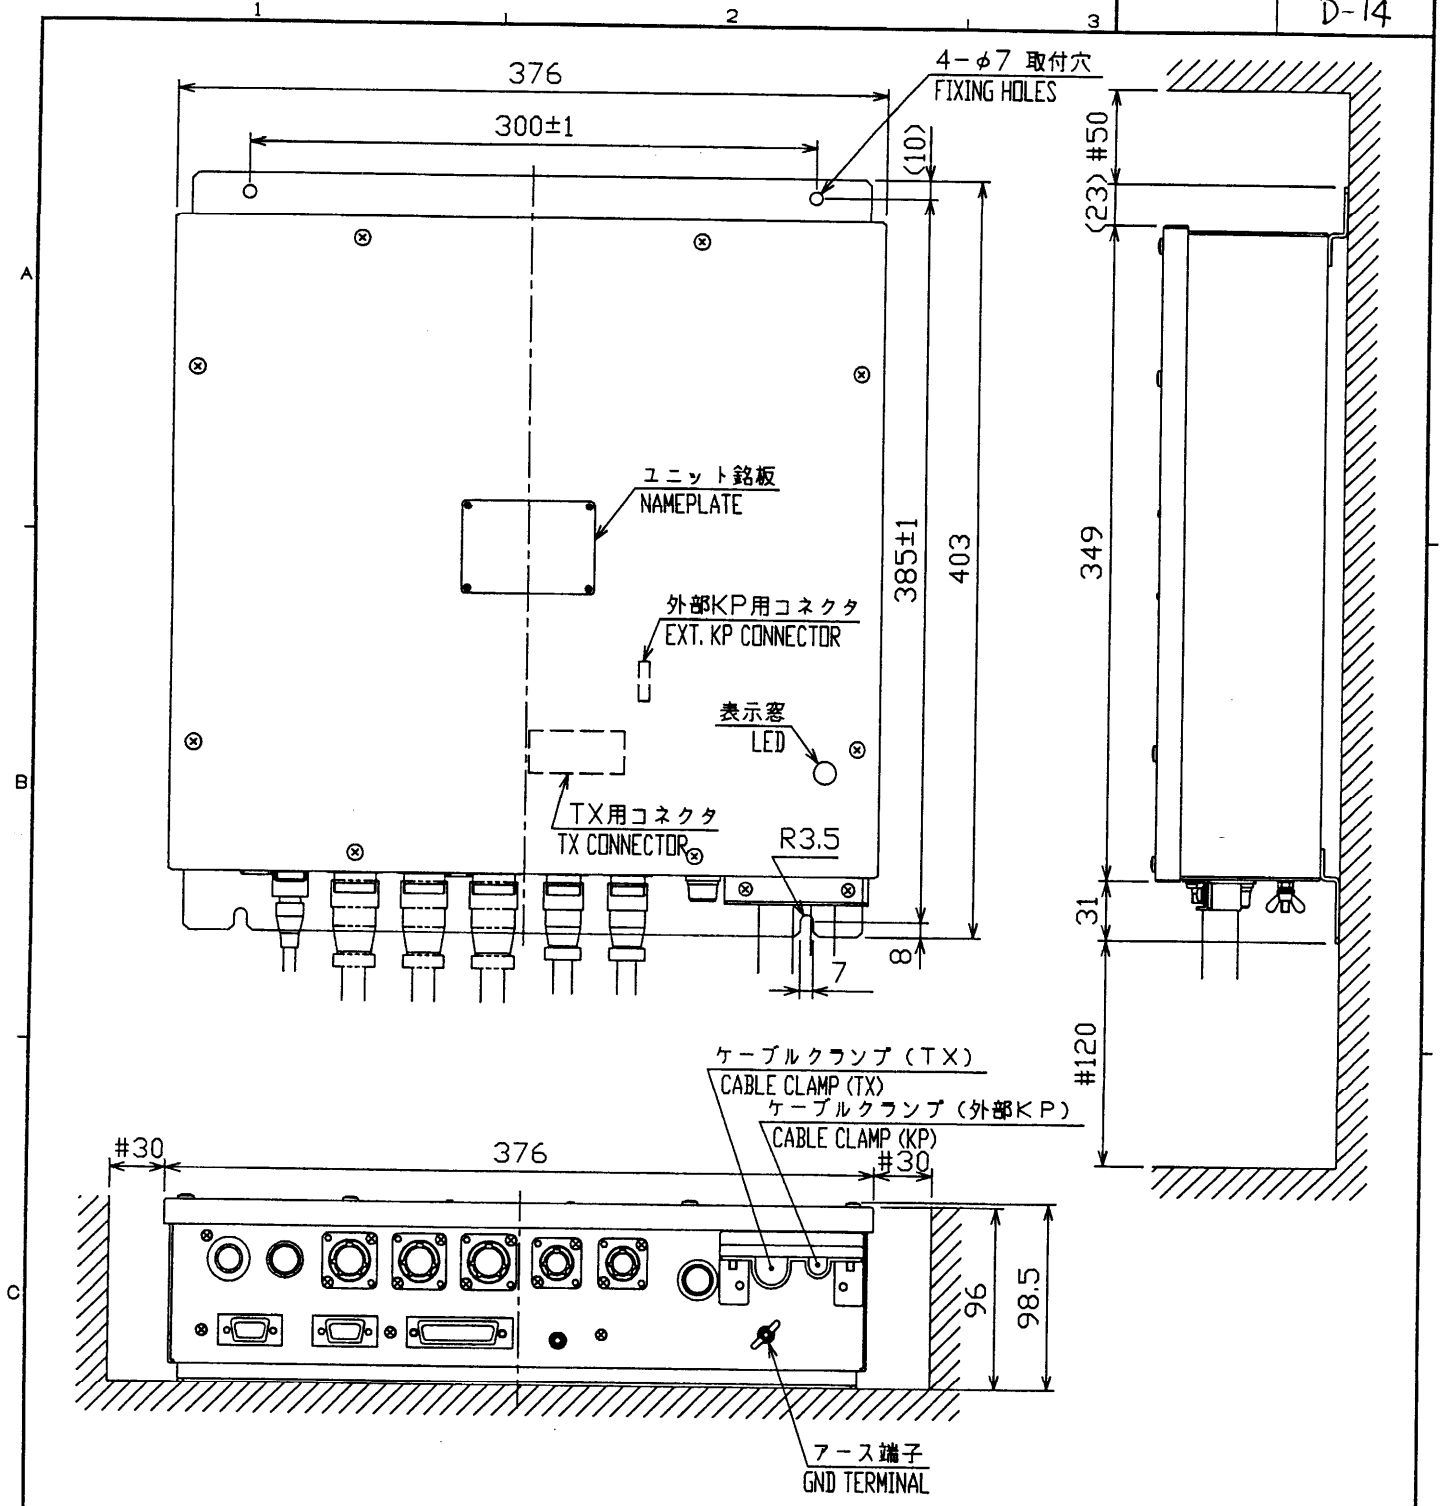 1
2
3
D-14
376
4-φ7 取付穴
FIXING HOLES
300±1
(10)
#50
(23)
A
ユニット銘板
NAMEPLATE
385±1
403
349
外部KP用コネクタ
EXT. KP CONNECTOR
表示窓
LED
B
TX用コネクタ
TX CONNECTOR
R3.5
31
8
7
#120
ケーブルクランプ (TX)
CABLE CLAMP (TX)
ケーブルクランプ (外部KP)
CABLE CLAMP (KP)
#30
376
#30
C
96
98.5
アース端子
GND TERMINAL